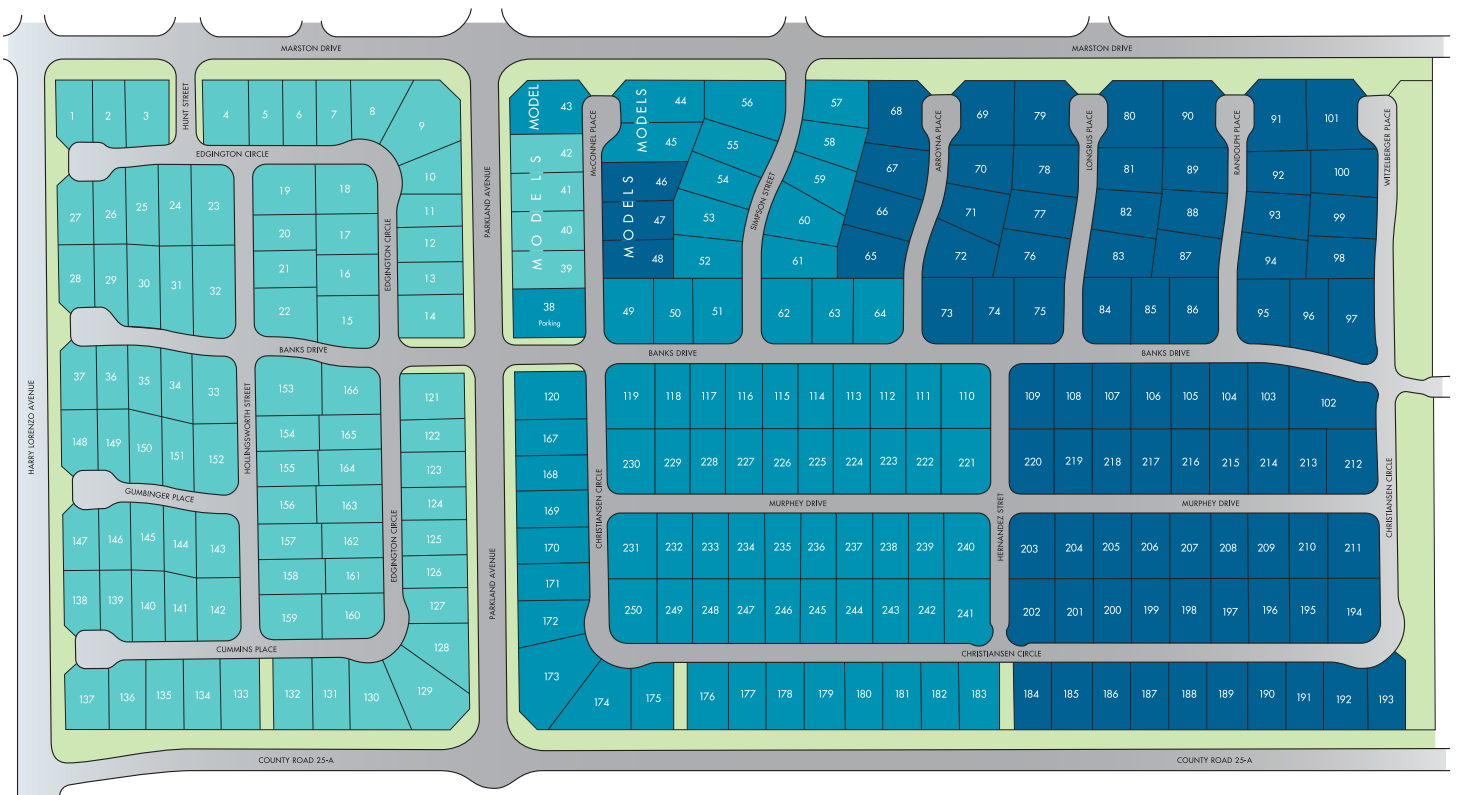 MARSTON DRIVE
MARSTON DRIVE
HARRY LORENZO AVENUE
HUNT STREET
PARKLAND AVENUE
McCONNEL PLACE
SIMPSON STREET
ARROYNA PLACE
LONGRUS PLACE
RANDOLPH PLACE
WITZELBERGER PLACE
1 2 3
4 5 6 7 8 9
MODEL 43
MODELS
44 56
57 68
69 79
80 90
91 101
EDGINGTON CIRCLE
10
11
12
13
14
EDGINGTON CIRCLE
27 26 25 24 23
28 29 30 31 32
19 18
20 17
21 16
22 15
MODELS
42
41
40
39
38
Parking
45 55
MODELS
46 54
47 53
48 52
49 50 51
58
59
60
61
62 63 64
67
66
65
70 78
71 77
72 76
73 74 75
81 89
82 88
83 87
84 85 86
92 100
93 99
94 98
95 96 97
BANKS DRIVE
BANKS DRIVE
BANKS DRIVE
37 36 35 34 33
148 149 150 151 152
GUMBINGER PLACE
147 146 145 144 143
138 139 140 141 142
HOLLINGSWORTH STREET
153 166
154 165
155 164
156 163
157 162
158 161
159 160
EDGINGTON CIRCLE
121
122
123
124
125
126
127
128
129
PARKLAND AVENUE
120
167
168
169
170
171
172
173
CHRISTIANSEN CIRCLE
119 118 117 116 115 114 113 112 111 110
230 229 228 227 226 225 224 223 222 221
109 108 107 106 105 104 103 102
220 219 218 217 216 215 214 213 212
MURPHEY DRIVE
MURPHEY DRIVE
HERNANDEZ STRET
CHRISTIANSEN CIRCLE
231 232 233 234 235 236 237 238 239 240
250 249 248 247 246 245 244 243 242 241
203 204 205 206 207 208 209 210 211
202 201 200 199 198 197 196 195 194
CUMMINS PLACE
CHRISTIANSEN CIRCLE
137 136 135 134 133
132 131 130
174 175
176 177 178 179 180 181 182 183
184 185 186 187 188 189 190 191 192 193
COUNTY ROAD 25-A
COUNTY ROAD 25-A